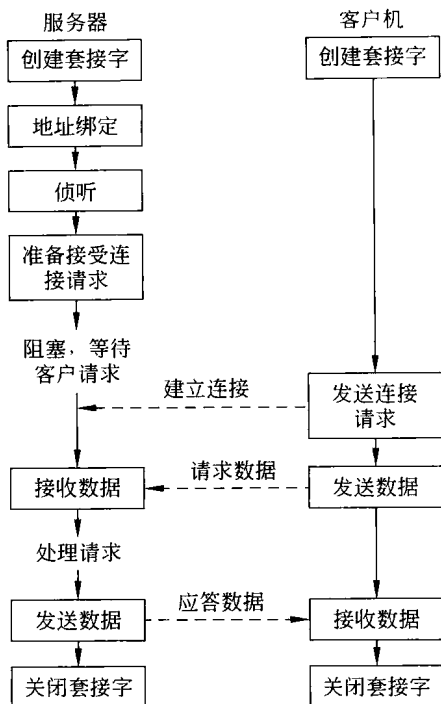 服务器
客户机
创建套接字
创建套接字
地址绑定
侦听
准备接受连
接请求
阻塞，等待
客户请求
建立连接
发送连接
请求
接收数据
请求数据
发送数据
处理请求
发送数据
应答数据
接收数据
关闭套接字
关闭套接字